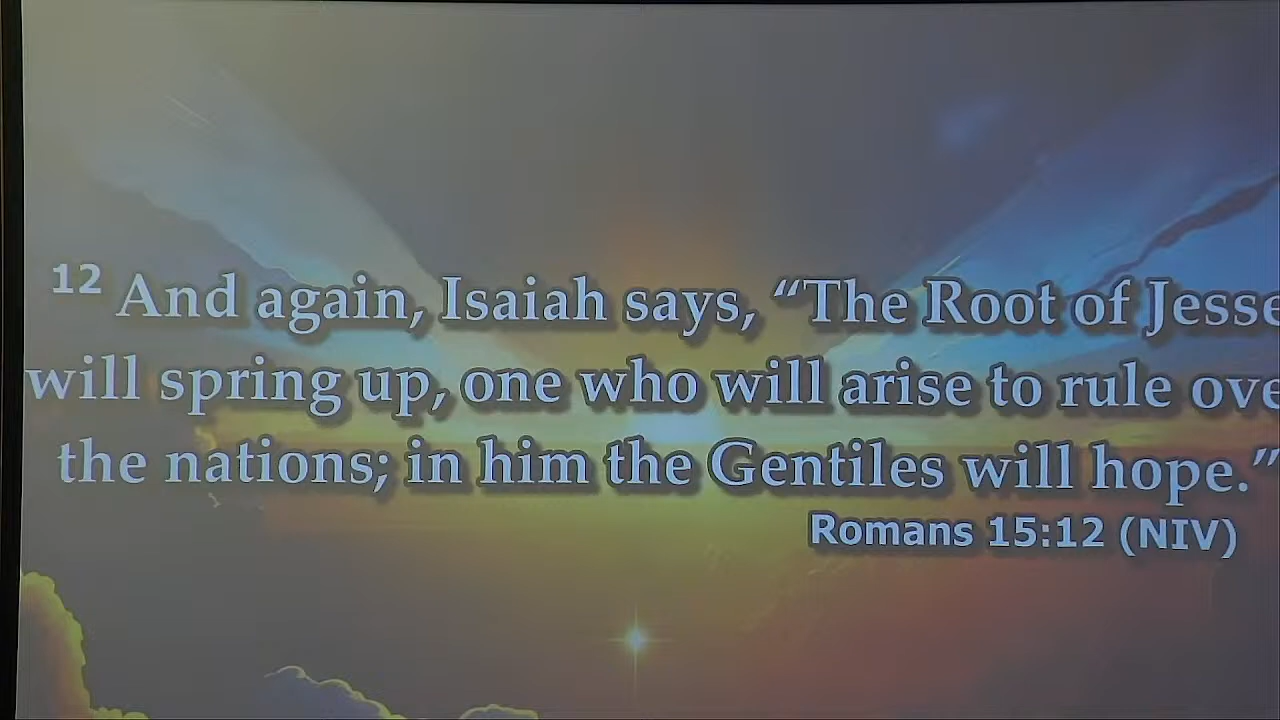 12 And again, Isaiah says, “The Root of Jesse
will spring up, one who will arise to rule ove
the nations; in him the Gentiles will hope.”
Romans 15:12 (NIV)